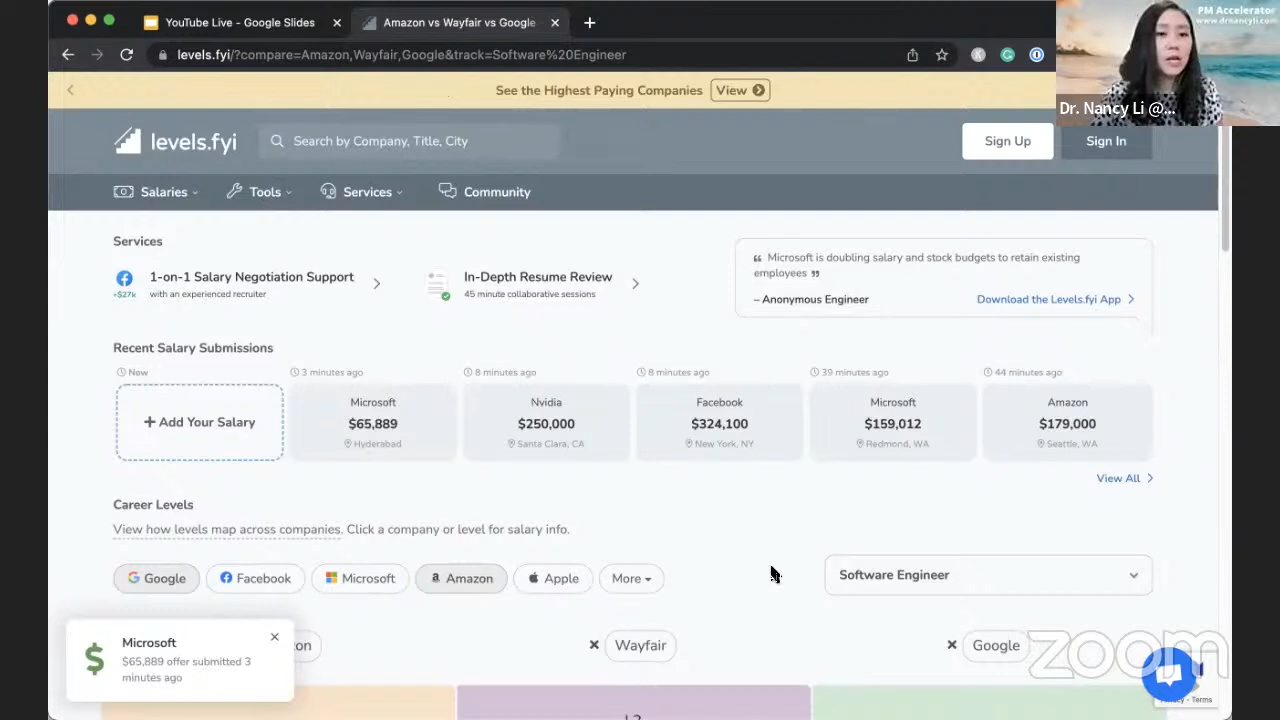 YouTube Live - Google Slides
Amazon vs Wayfair vs Google
PM Accelerator
www.drnancyli.com
levels.fyi/?compare=Amazon,Wayfair,Google&track=Software%20Engineer
See the Highest Paying Companies
View
Dr. Nancy Li @...
levels.fyi
Search by Company, Title, City
Sign Up
Sign In
Salaries
Tools
Services
Community
Services
1-on-1 Salary Negotiation Support
+$27k
with an experienced recruiter
In-Depth Resume Review
45 minute collaborative sessions
❝ Microsoft is doubling salary and stock budgets to retain existing
employees ❞
– Anonymous Engineer
Download the Levels.fyi App
Recent Salary Submissions
New
3 minutes ago
8 minutes ago
8 minutes ago
39 minutes ago
44 minutes ago
+ Add Your Salary
Microsoft
$65,889
Hyderabad
Nvidia
$250,000
Santa Clara, CA
Facebook
$324,100
New York, NY
Microsoft
$159,012
Redmond, WA
Amazon
$179,000
Seattle, WA
View All
Career Levels
View how levels map across companies. Click a company or level for salary info.
Google
Facebook
Microsoft
Amazon
Apple
More
Software Engineer
Microsoft
$65,889 offer submitted 3
minutes ago
on
Wayfair
Google
zoom
- Terms